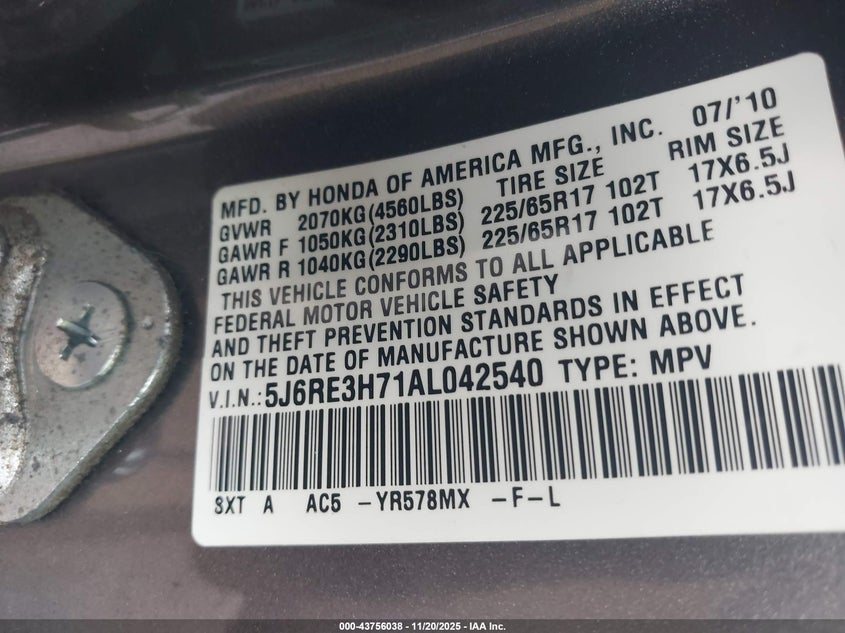 MFD. BY HONDA OF AMERICA MFG., INC. 07/'10
GVWR 2070KG(4560LBS) TIRE SIZE RIM SIZE
GAWR F 1050KG(2310LBS) 225/65R17 102T 17X6.5J
GAWR R 1040KG(2290LBS) 225/65R17 102T 17X6.5J
THIS VEHICLE CONFORMS TO ALL APPLICABLE
FEDERAL MOTOR VEHICLE SAFETY
AND THEFT PREVENTION STANDARDS IN EFFECT
ON THE DATE OF MANUFACTURE SHOWN ABOVE.
V.I.N.:5J6RE3H71AL042540 TYPE: MPV
SXT A AC5 -YR578MX -F-L
000-43756038 - 11/20/2025 - IAA Inc.